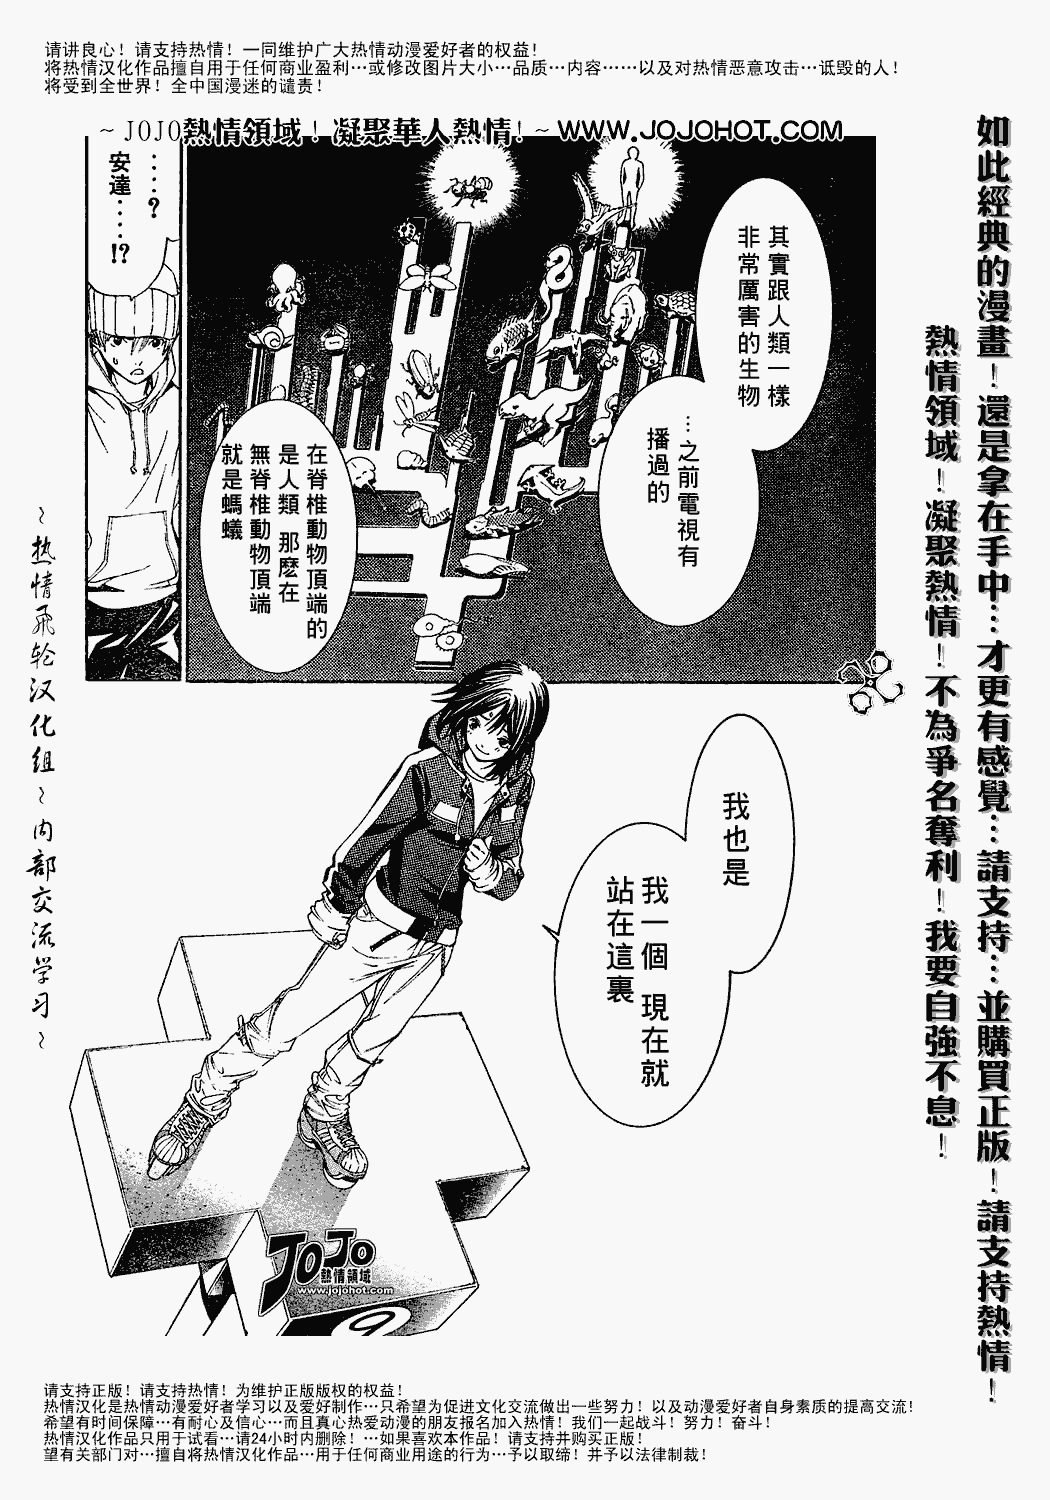 请讲良心！请支持热情！一同维护广大热情动漫爱好者的权益！
将热情汉化作品擅自用于任何商业盈利…或修改图片大小…品质…内容……以及对热情恶意攻击…诋毁的人！
将受到全世界！全中国漫迷的谴责！
～JOJO熱情領域！凝聚華人熱情！～WWW.JOJOHOT.COM
如此經典的漫畫！還是拿在手中…才更有感覺…請支持…並購買正版！請支持熱情！
熱情領域！凝聚熱情！不為爭名奪利！我要自強不息！
其實跟人類一樣
非常厲害的生物
…之前電視有
播過的
在脊椎動物頂端的
是人類 那麽在
無脊椎動物頂端
就是螞蟻
‥‥？
安達‥‥!?
我也是
我一個 現在就
站在這裏
～热情飛轮汉化组～内部交流学习～
JOJO
熱情領域
www.jojohot.com
9
请支持正版！请支持热情！为维护正版版权的权益！
热情汉化是热情动漫爱好者学习以及爱好制作…只希望为促进文化交流做出一些努力！以及动漫爱好者自身素质的提高交流！
希望有时间保障…有耐心及信心…而且真心热爱动漫的朋友报名加入热情！我们一起战斗！努力！奋斗！
热情汉化作品只用于试看…请24小时内删除！…如果喜欢本作品！请支持并购买正版！
望有关部门对…擅自将热情汉化作品…用于任何商业用途的行为…予以取缔！并予以法律制裁！